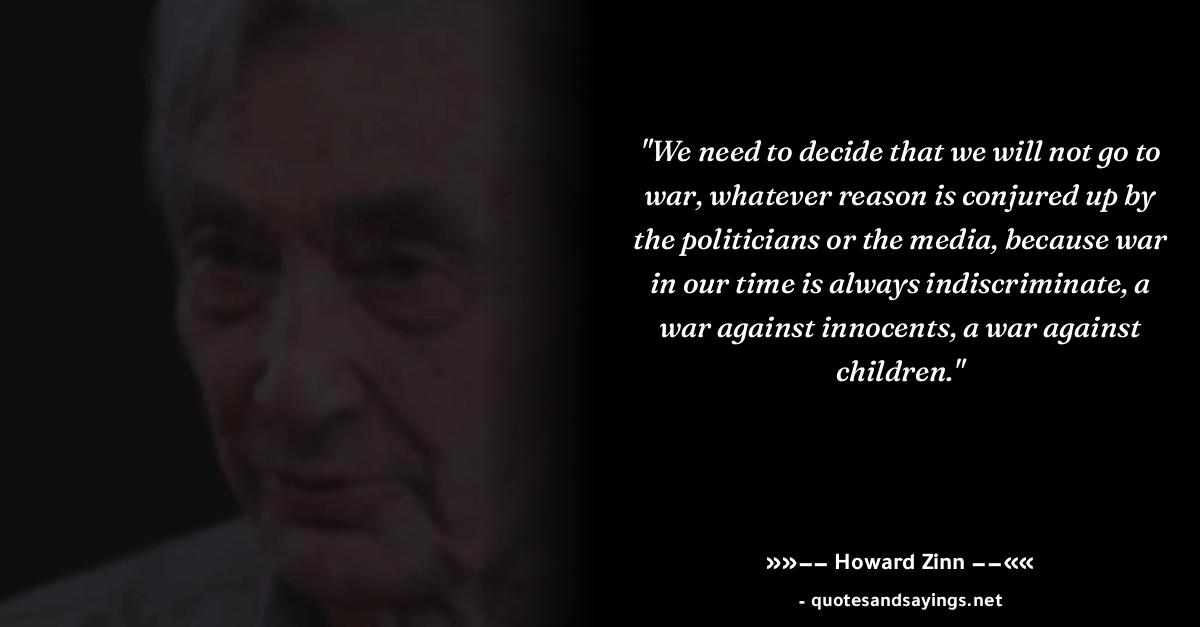 "We need to decide that we will not go to
war, whatever reason is conjured up by
the politicians or the media, because war
in our time is always indiscriminate, a
war against innocents, a war against
children."
»»–– Howard Zinn ––««
- quotesandsayings.net